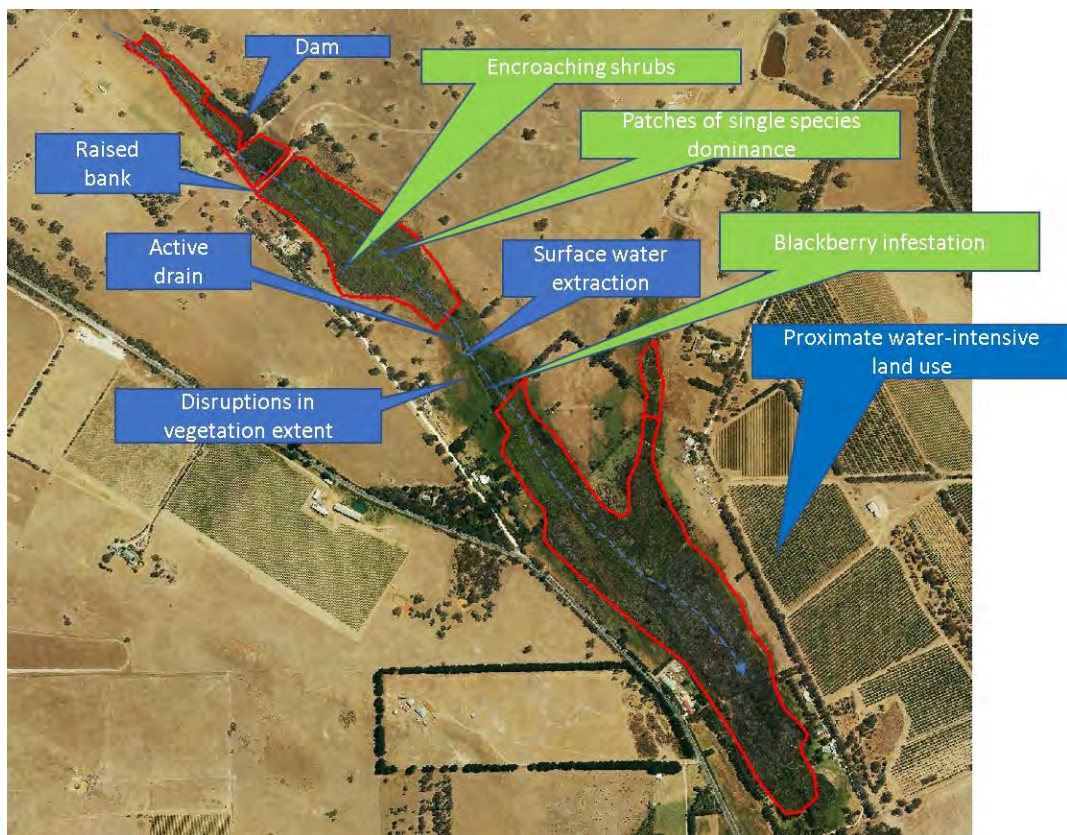 Dam
Encroaching shrubs
Patches of single species
dominance
Raised
bank
Active
drain
Surface water
extraction
Blackberry infestation
Proximate water-intensive
land use
Disruptions in
vegetation extent